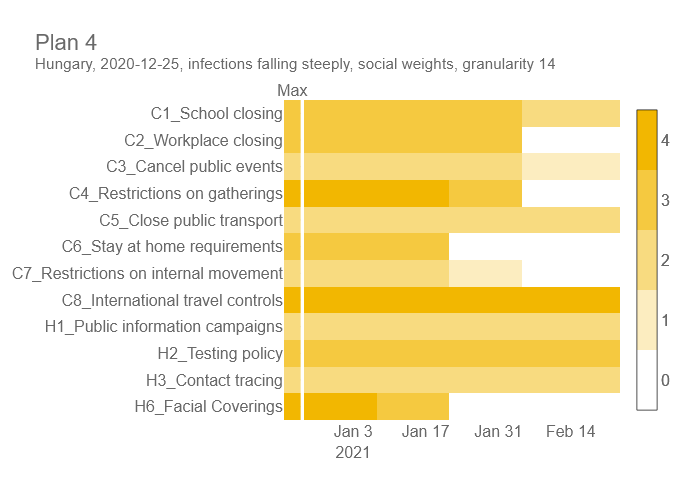 Plan 4
Hungary, 2020-12-25, infections falling steeply, social weights, granularity 14
Max
C1_School closing
C2_Workplace closing
C3_Cancel public events
C4_Restrictions on gatherings
C5_Close public transport
C6_Stay at home requirements
C7_Restrictions on internal movement
C8_International travel controls
H1_Public information campaigns
H2_Testing policy
H3_Contact tracing
H6_Facial Coverings
Jan 3 Jan 17 Jan 31 Feb 14
2021
4
3
2
1
0